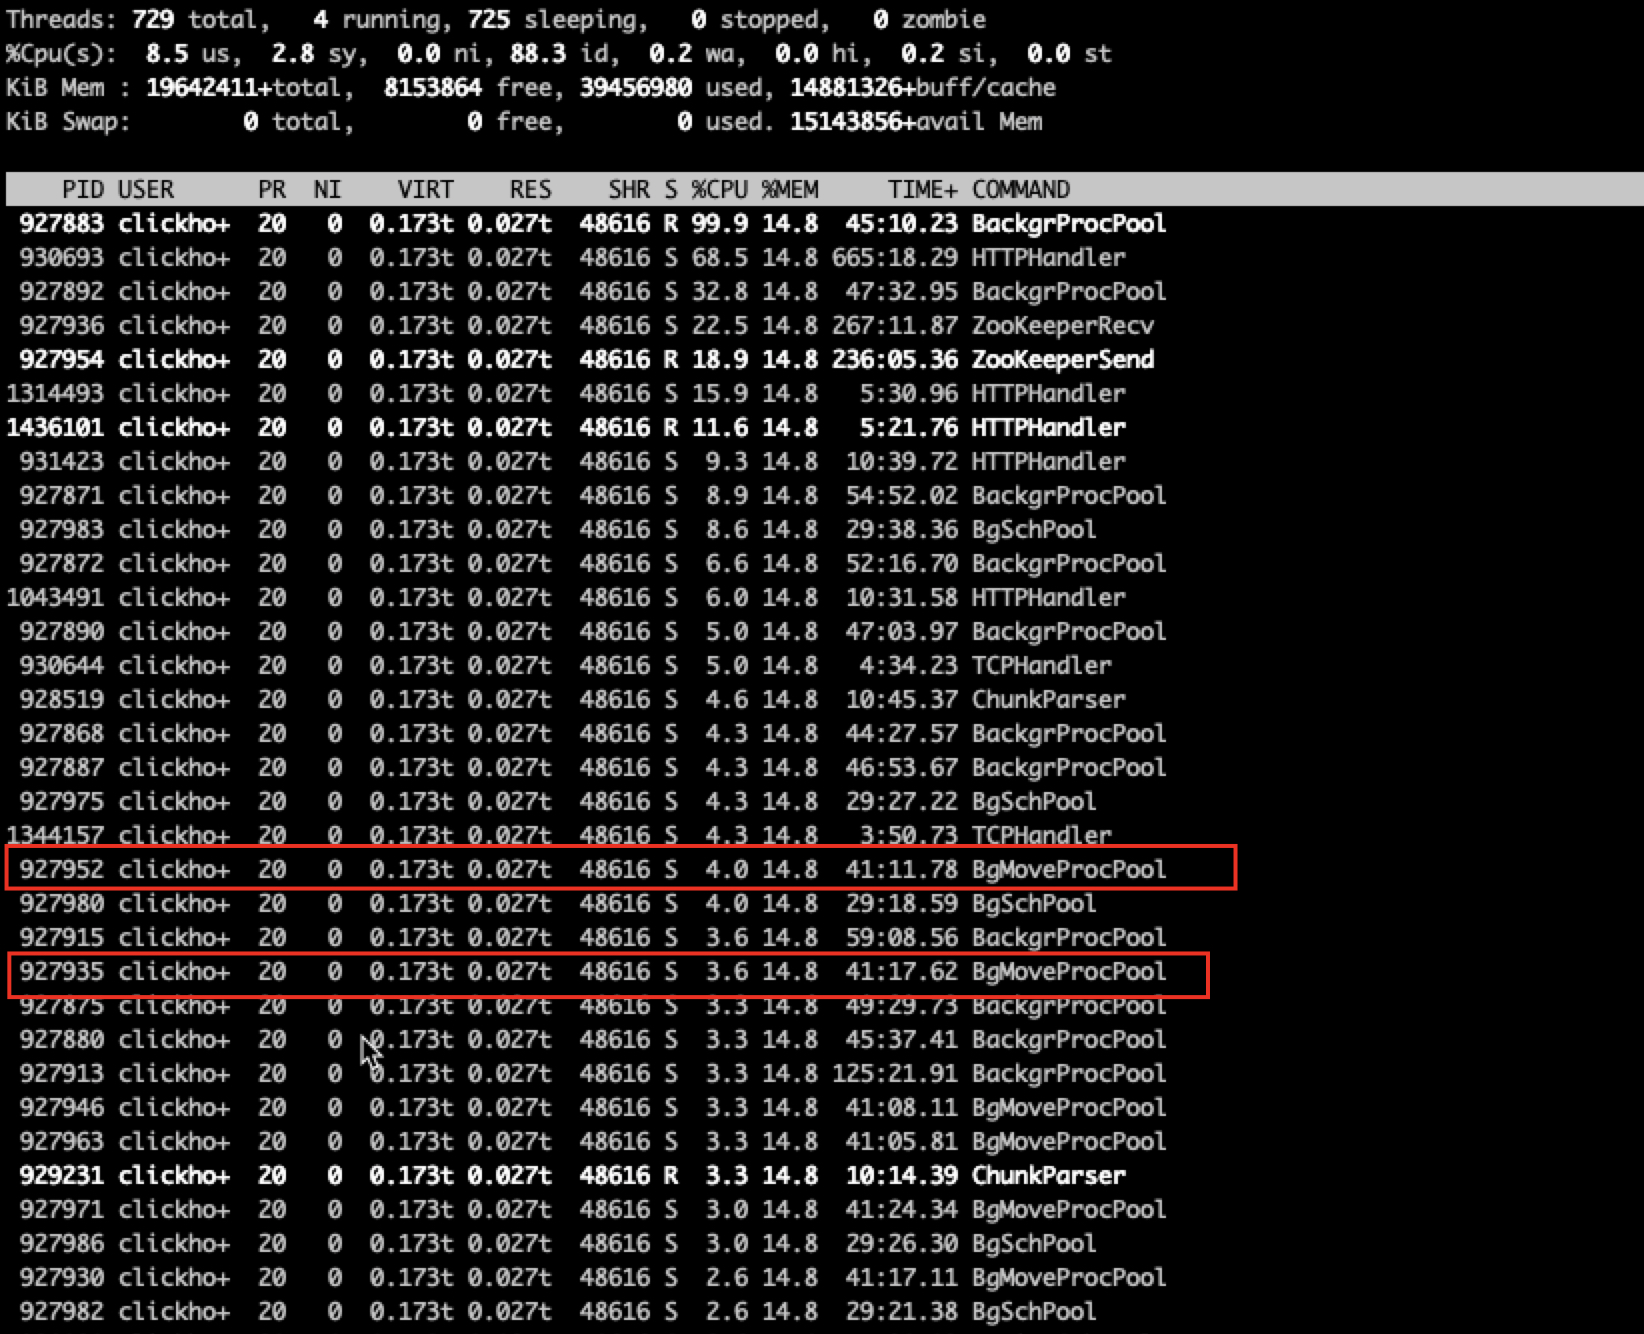 Threads: 729 total,   4 running, 725 sleeping,   0 stopped,   0 zombie
%Cpu(s):  8.5 us,  2.8 sy,  0.0 ni, 88.3 id,  0.2 wa,  0.0 hi,  0.2 si,  0.0 st
KiB Mem : 19642411+total,  8153864 free, 39456980 used, 14881326+buff/cache
KiB Swap:        0 total,        0 free,        0 used. 15143856+avail Mem
PID USER PR NI VIRT RES SHR S %CPU %MEM TIME+ COMMAND
927883 clickho+ 20 0 0.173t 0.027t 48616 R 99.9 14.8 45:10.23 BackgrProcPool
930693 clickho+ 20 0 0.173t 0.027t 48616 S 68.5 14.8 665:18.29 HTTPHandler
927892 clickho+ 20 0 0.173t 0.027t 48616 S 32.8 14.8 47:32.95 BackgrProcPool
927936 clickho+ 20 0 0.173t 0.027t 48616 S 22.5 14.8 267:11.87 ZooKeeperRecv
927954 clickho+ 20 0 0.173t 0.027t 48616 R 18.9 14.8 236:05.36 ZooKeeperSend
1314493 clickho+ 20 0 0.173t 0.027t 48616 S 15.9 14.8 5:30.96 HTTPHandler
1436101 clickho+ 20 0 0.173t 0.027t 48616 R 11.6 14.8 5:21.76 HTTPHandler
931423 clickho+ 20 0 0.173t 0.027t 48616 S 9.3 14.8 10:39.72 HTTPHandler
927871 clickho+ 20 0 0.173t 0.027t 48616 S 8.9 14.8 54:52.02 BackgrProcPool
927983 clickho+ 20 0 0.173t 0.027t 48616 S 8.6 14.8 29:38.36 BgSchPool
927872 clickho+ 20 0 0.173t 0.027t 48616 S 6.6 14.8 52:16.70 BackgrProcPool
1043491 clickho+ 20 0 0.173t 0.027t 48616 S 6.0 14.8 10:31.58 HTTPHandler
927890 clickho+ 20 0 0.173t 0.027t 48616 S 5.0 14.8 47:03.97 BackgrProcPool
930644 clickho+ 20 0 0.173t 0.027t 48616 S 5.0 14.8 4:34.23 TCPHandler
928519 clickho+ 20 0 0.173t 0.027t 48616 S 4.6 14.8 10:45.37 ChunkParser
927868 clickho+ 20 0 0.173t 0.027t 48616 S 4.3 14.8 44:27.57 BackgrProcPool
927887 clickho+ 20 0 0.173t 0.027t 48616 S 4.3 14.8 46:53.67 BackgrProcPool
927975 clickho+ 20 0 0.173t 0.027t 48616 S 4.3 14.8 29:27.22 BgSchPool
1344157 clickho+ 20 0 0.173t 0.027t 48616 S 4.3 14.8 3:50.73 TCPHandler
927952 clickho+ 20 0 0.173t 0.027t 48616 S 4.0 14.8 41:11.78 BgMoveProcPool
927980 clickho+ 20 0 0.173t 0.027t 48616 S 4.0 14.8 29:18.59 BgSchPool
927915 clickho+ 20 0 0.173t 0.027t 48616 S 3.6 14.8 59:08.56 BackgrProcPool
927935 clickho+ 20 0 0.173t 0.027t 48616 S 3.6 14.8 41:17.62 BgMoveProcPool
927875 clickho+ 20 0 0.173t 0.027t 48616 S 3.3 14.8 49:29.73 BackgrProcPool
927880 clickho+ 20 0 0.173t 0.027t 48616 S 3.3 14.8 45:37.41 BackgrProcPool
927913 clickho+ 20 0 0.173t 0.027t 48616 S 3.3 14.8 125:21.91 BackgrProcPool
927946 clickho+ 20 0 0.173t 0.027t 48616 S 3.3 14.8 41:08.11 BgMoveProcPool
927963 clickho+ 20 0 0.173t 0.027t 48616 S 3.3 14.8 41:05.81 BgMoveProcPool
929231 clickho+ 20 0 0.173t 0.027t 48616 R 3.3 14.8 10:14.39 ChunkParser
927971 clickho+ 20 0 0.173t 0.027t 48616 S 3.0 14.8 41:24.34 BgMoveProcPool
927986 clickho+ 20 0 0.173t 0.027t 48616 S 3.0 14.8 29:26.30 BgSchPool
927930 clickho+ 20 0 0.173t 0.027t 48616 S 2.6 14.8 41:17.11 BgMoveProcPool
927982 clickho+ 20 0 0.173t 0.027t 48616 S 2.6 14.8 29:21.38 BgSchPool